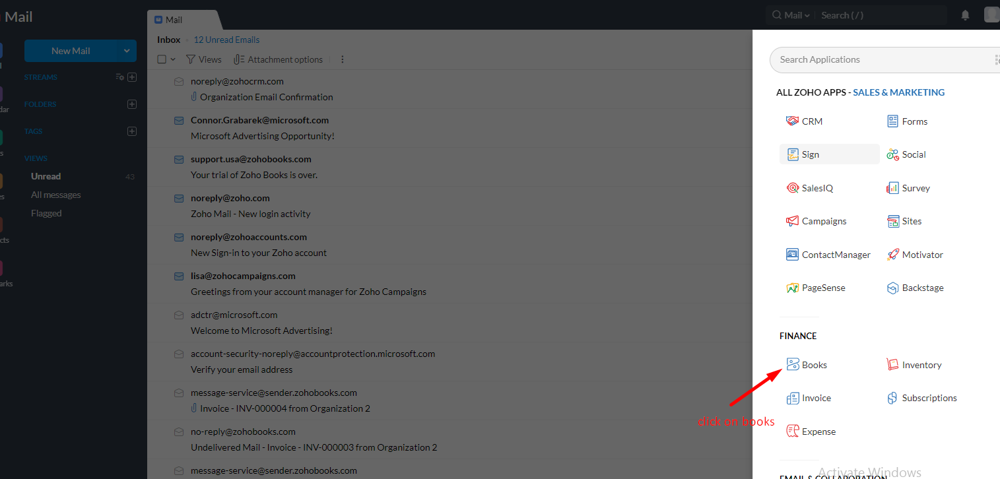 Mail
Mail
Mail
Search ( / )
New Mail
STREAMS
FOLDERS
TAGS
VIEWS
Unread 43
All messages
Flagged
dar
s
es
cts
arks
Inbox 12 Unread Emails
Views Attachment options
noreply@zohocrm.com
Organization Email Confirmation
Connor.Grabarek@microsoft.com
Microsoft Advertising Opportunity!
support.usa@zohobooks.com
Your trial of Zoho Books is over.
noreply@zoho.com
Zoho Mail - New login activity
noreply@zohoaccounts.com
New Sign-in to your Zoho account
lisa@zohocampaigns.com
Greetings from your account manager for Zoho Campaigns
adctr@microsoft.com
Welcome to Microsoft Advertising!
account-security-noreply@accountprotection.microsoft.com
Verify your email address
message-service@sender.zohobooks.com
Invoice - INV-000004 from Organization 2
no-reply@zohobooks.com
Undelivered Mail - Invoice - INV-000003 from Organization 2
message-service@sender.zohobooks.com
Search Applications
ALL ZOHO APPS - SALES & MARKETING
CRM Forms
Sign Social
SalesIQ Survey
Campaigns Sites
ContactManager Motivator
PageSense Backstage
FINANCE
Books Inventory
Invoice Subscriptions
click on books
Expense
EMAIL & COLLABORATION
Activate Windows